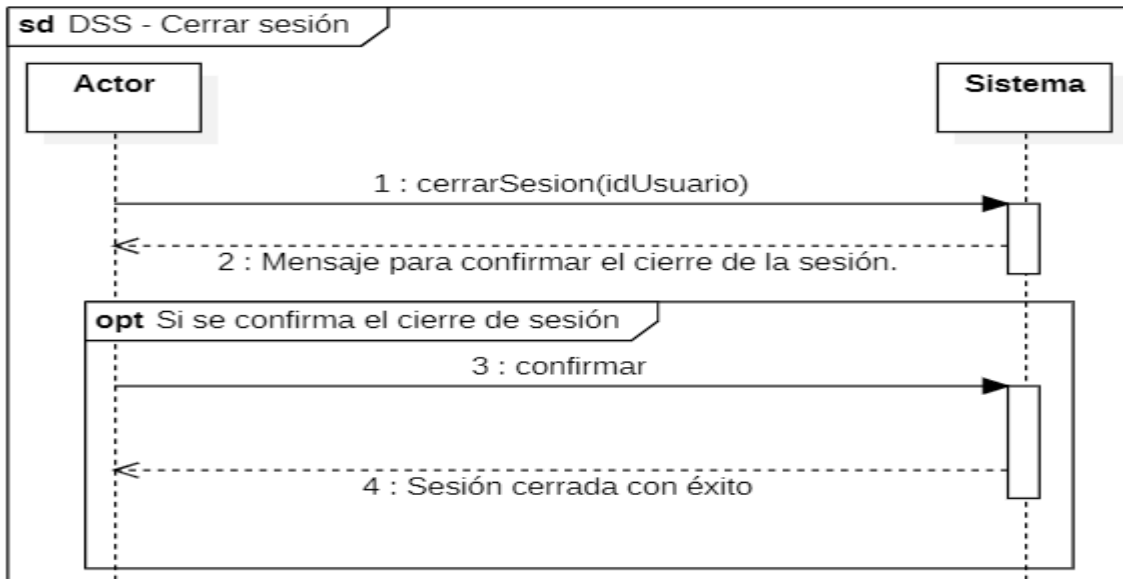 sd DSS - Cerrar sesión
Actor
Sistema
1 : cerrarSesion(idUsuario)
2 : Mensaje para confirmar el cierre de la sesión.
opt Si se confirma el cierre de sesión
3 : confirmar
4 : Sesión cerrada con éxito